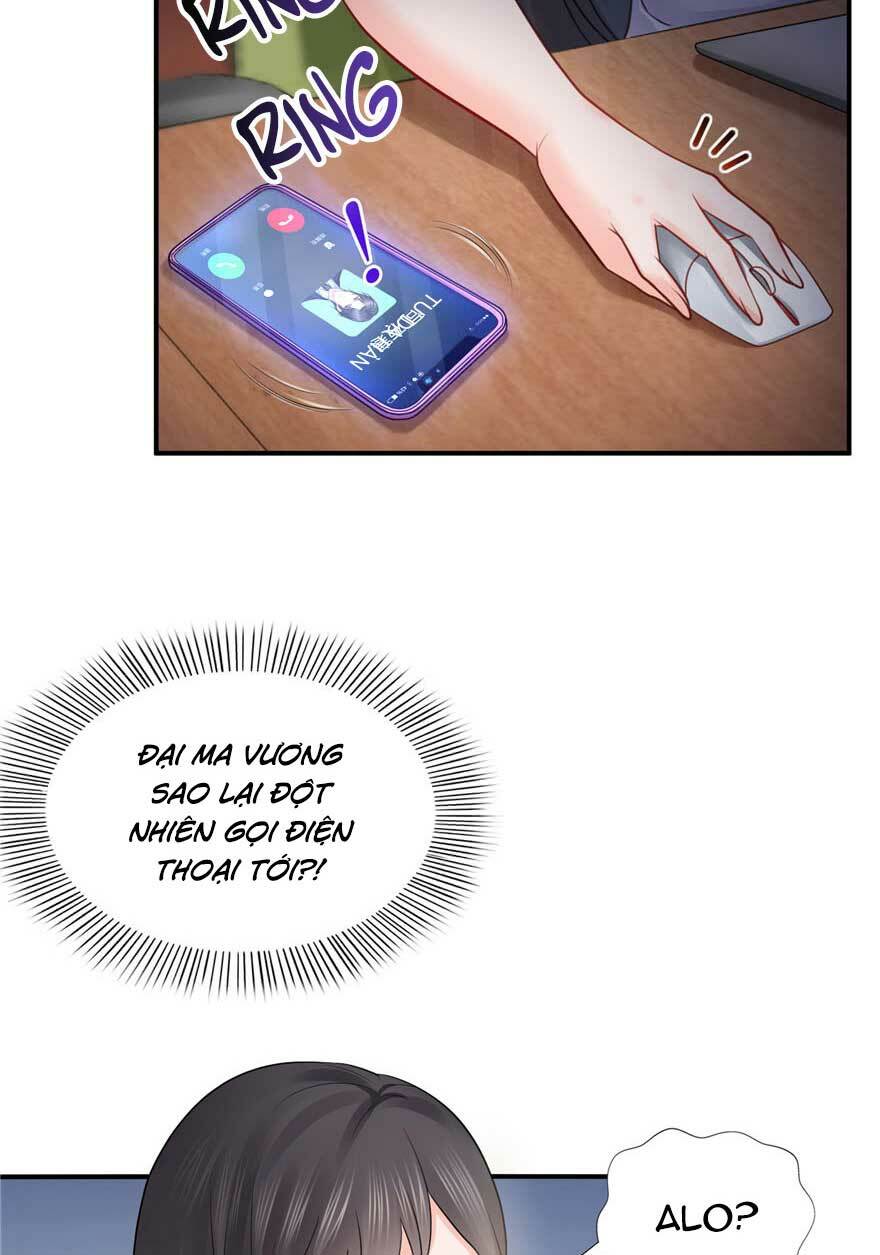 RING
RING
ĐẠI MA VƯƠNG
SAO LẠI ĐỘT
NHIÊN GỌI ĐIỆN
THOẠI TỚI?!
ALO?